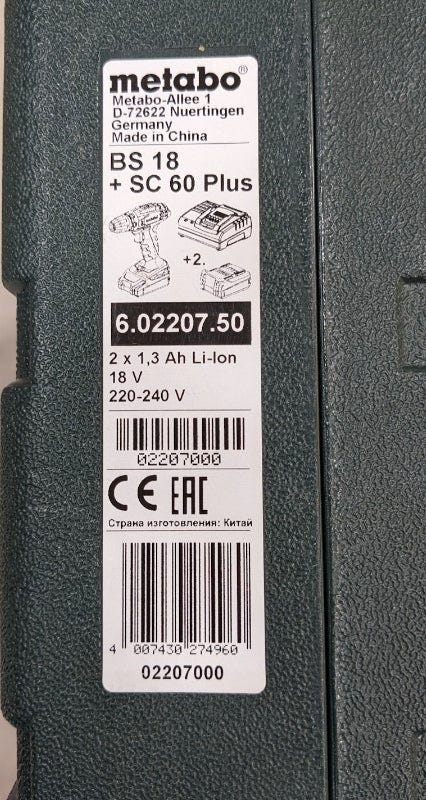 metabo®
Metabo-Allee 1
D-72622 Nuertingen
Germany
Made in China
BS 18
+ SC 60 Plus
+2.
6.02207.50
2 x 1,3 Ah Li-Ion
18 V
220-240 V
02207000
CE EAC
Страна изготовления: Китай
4 007430 274960
02207000